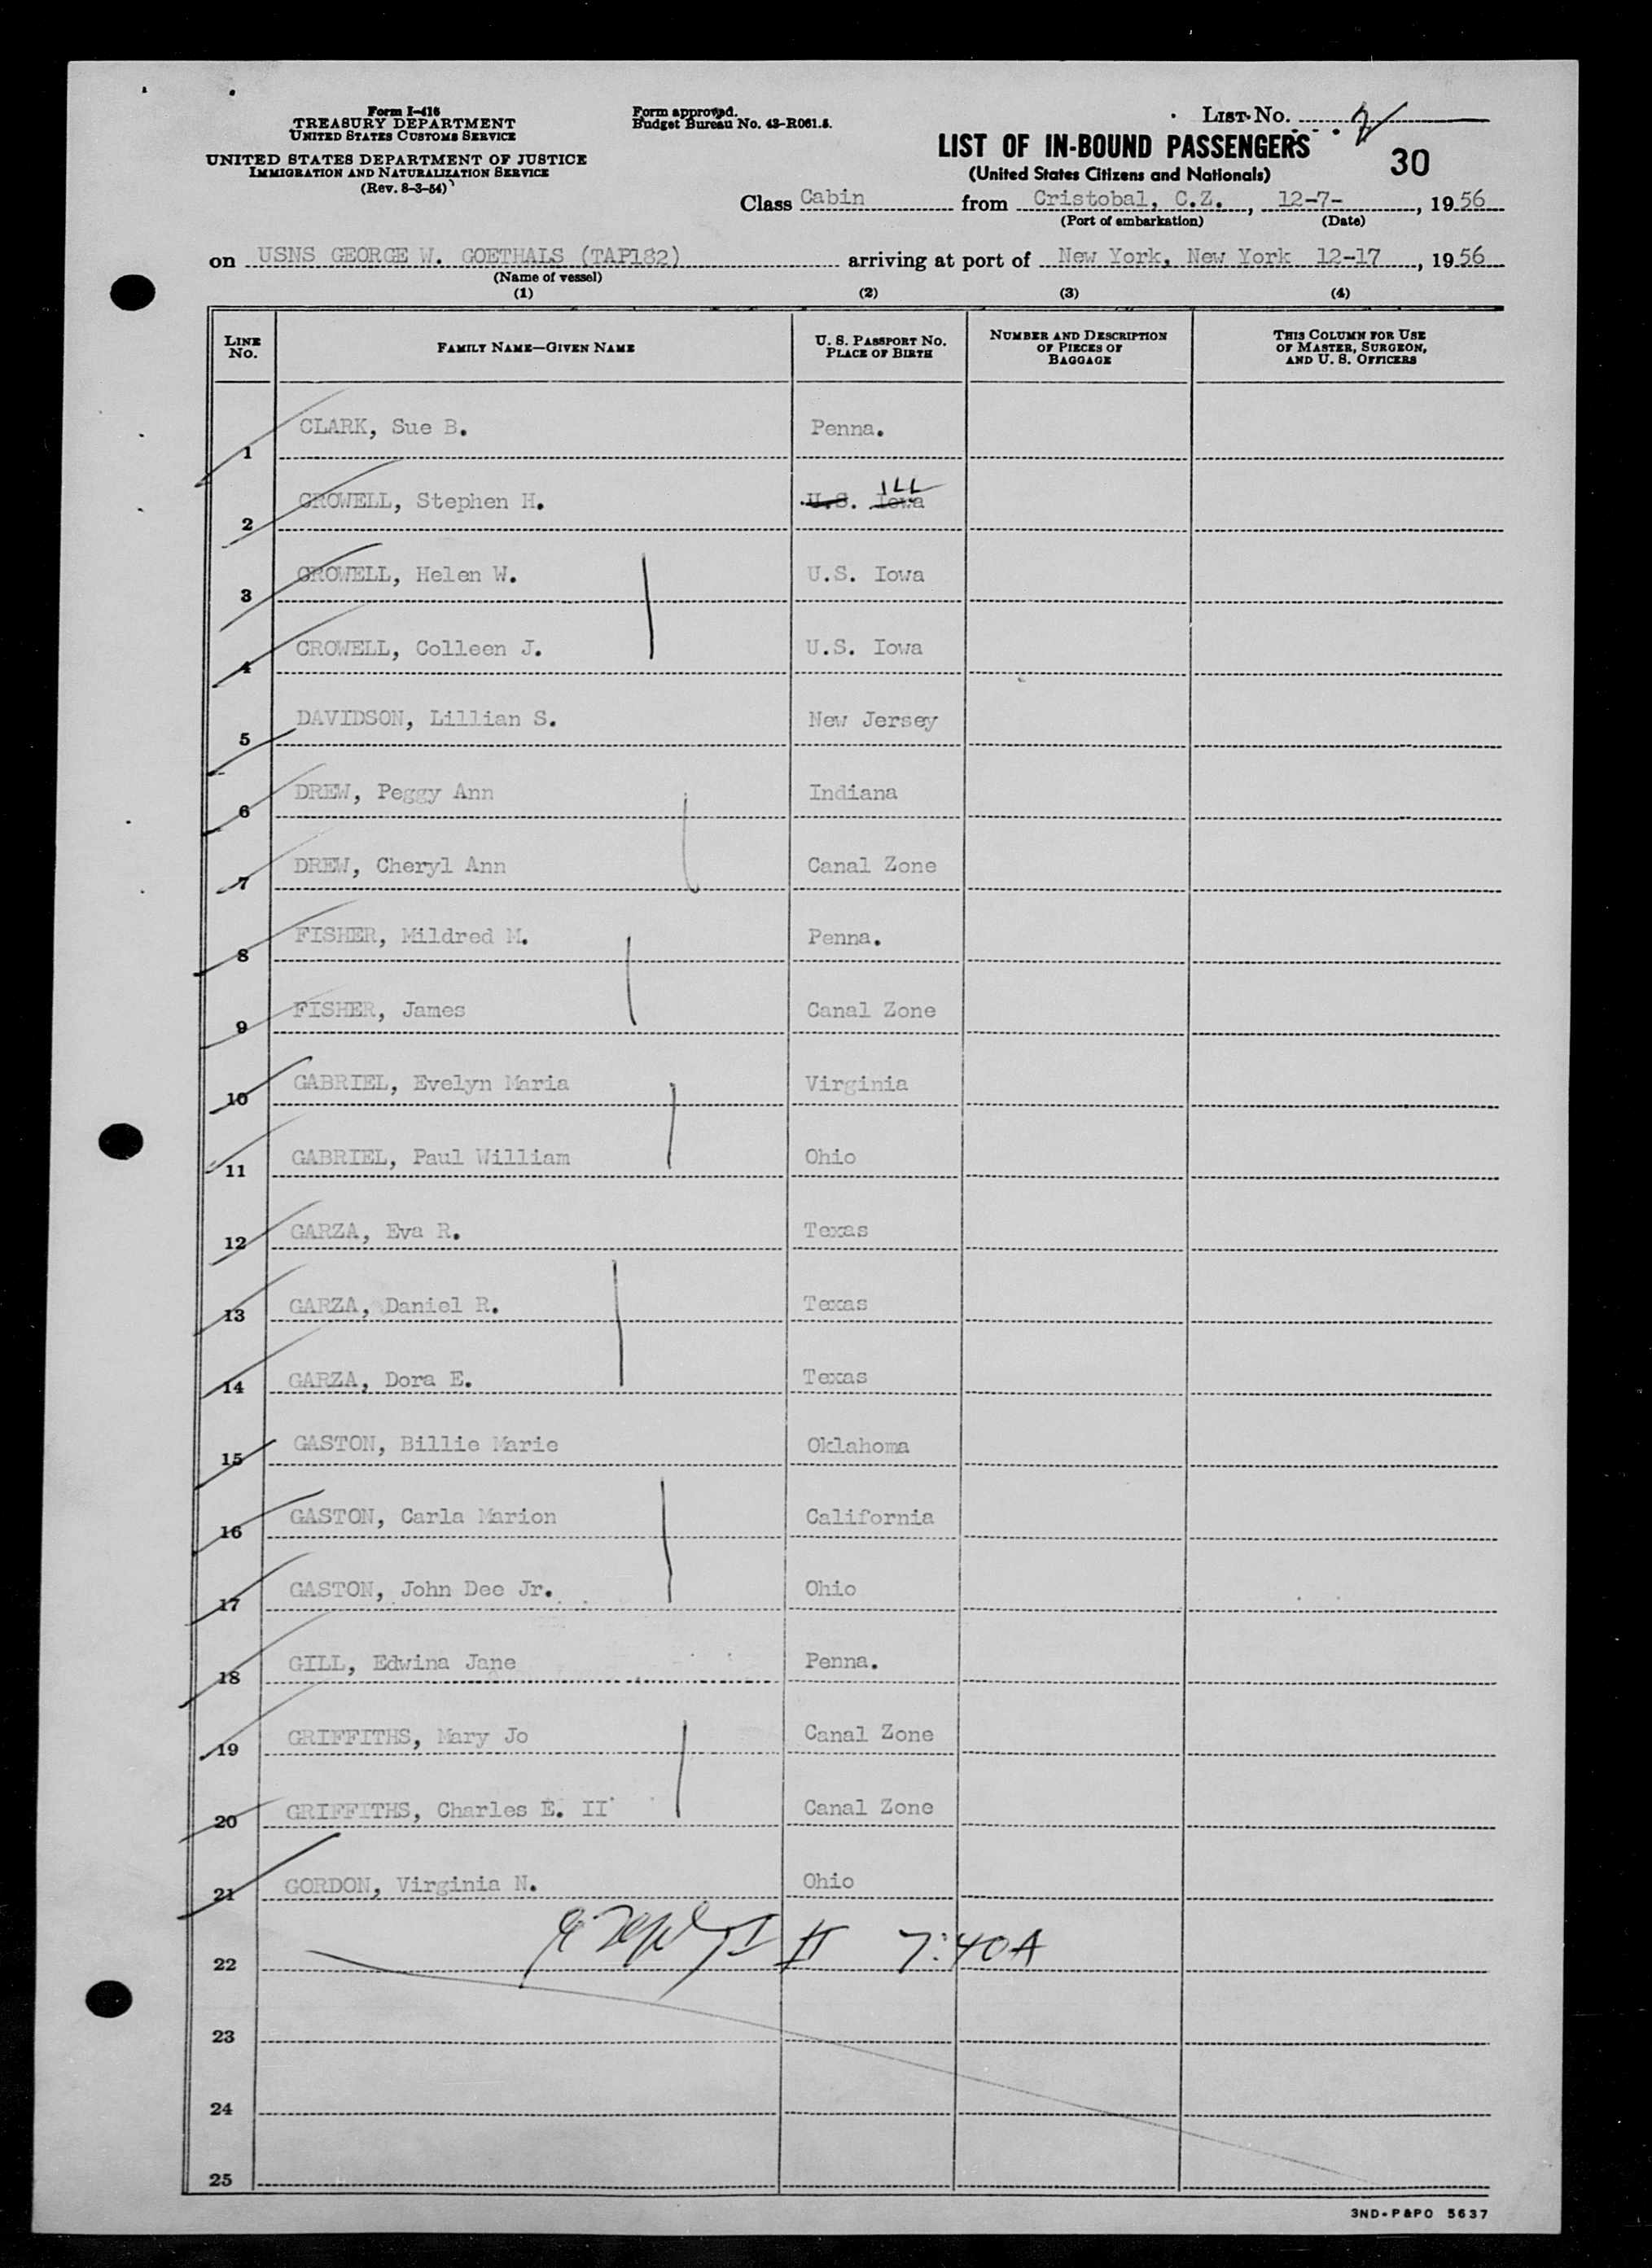 Form I-416
TREASURY DEPARTMENT
UNITED STATES CUSTOMS SERVICE
UNITED STATES DEPARTMENT OF JUSTICE
IMMIGRATION AND NATURALIZATION SERVICE
(Rev. 8-3-54)
Form approved.
Budget Bureau No. 43-R061.5.
LIST No. 2
LIST OF IN-BOUND PASSENGERS
30
(United States Citizens and Nationals)
Class Cabin from Cristobal, C.Z., 12-7-, 1956
(Port of embarkation) (Date)
on USNS GEORGE W. GOETHALS (TAP182) arriving at port of New York, New York 12-17, 1956
(Name of vessel)
(1) (2) (3) (4)
LINE No. FAMILY NAME—GIVEN NAME U. S. PASSPORT No. PLACE OF BIRTH NUMBER AND DESCRIPTION OF PIECES OF BAGGAGE THIS COLUMN FOR USE OF MASTER, SURGEON, AND U. S. OFFICERS
1 CLARK, Sue B. Penna.
2 CROWELL, Stephen H. U.S. Iowa ILL
3 CROWELL, Helen W. U.S. Iowa
4 CROWELL, Colleen J. U.S. Iowa
5 DAVIDSON, Lillian S. New Jersey
6 DREW, Peggy Ann Indiana
7 DREW, Cheryl Ann Canal Zone
8 FISHER, Mildred M. Penna.
9 FISHER, James Canal Zone
10 GABRIEL, Evelyn Maria Virginia
11 GABRIEL, Paul William Ohio
12 GARZA, Eva R. Texas
13 GARZA, Daniel R. Texas
14 GARZA, Dora E. Texas
15 GASTON, Billie Marie Oklahoma
16 GASTON, Carla Marion California
17 GASTON, John Dee Jr. Ohio
18 GILL, Edwina Jane Penna.
19 GRIFFITHS, Mary Jo Canal Zone
20 GRIFFITHS, Charles E. II Canal Zone
21 GORDON, Virginia N. Ohio
22 7:40A
23
24
25
3ND-P&PO 5637